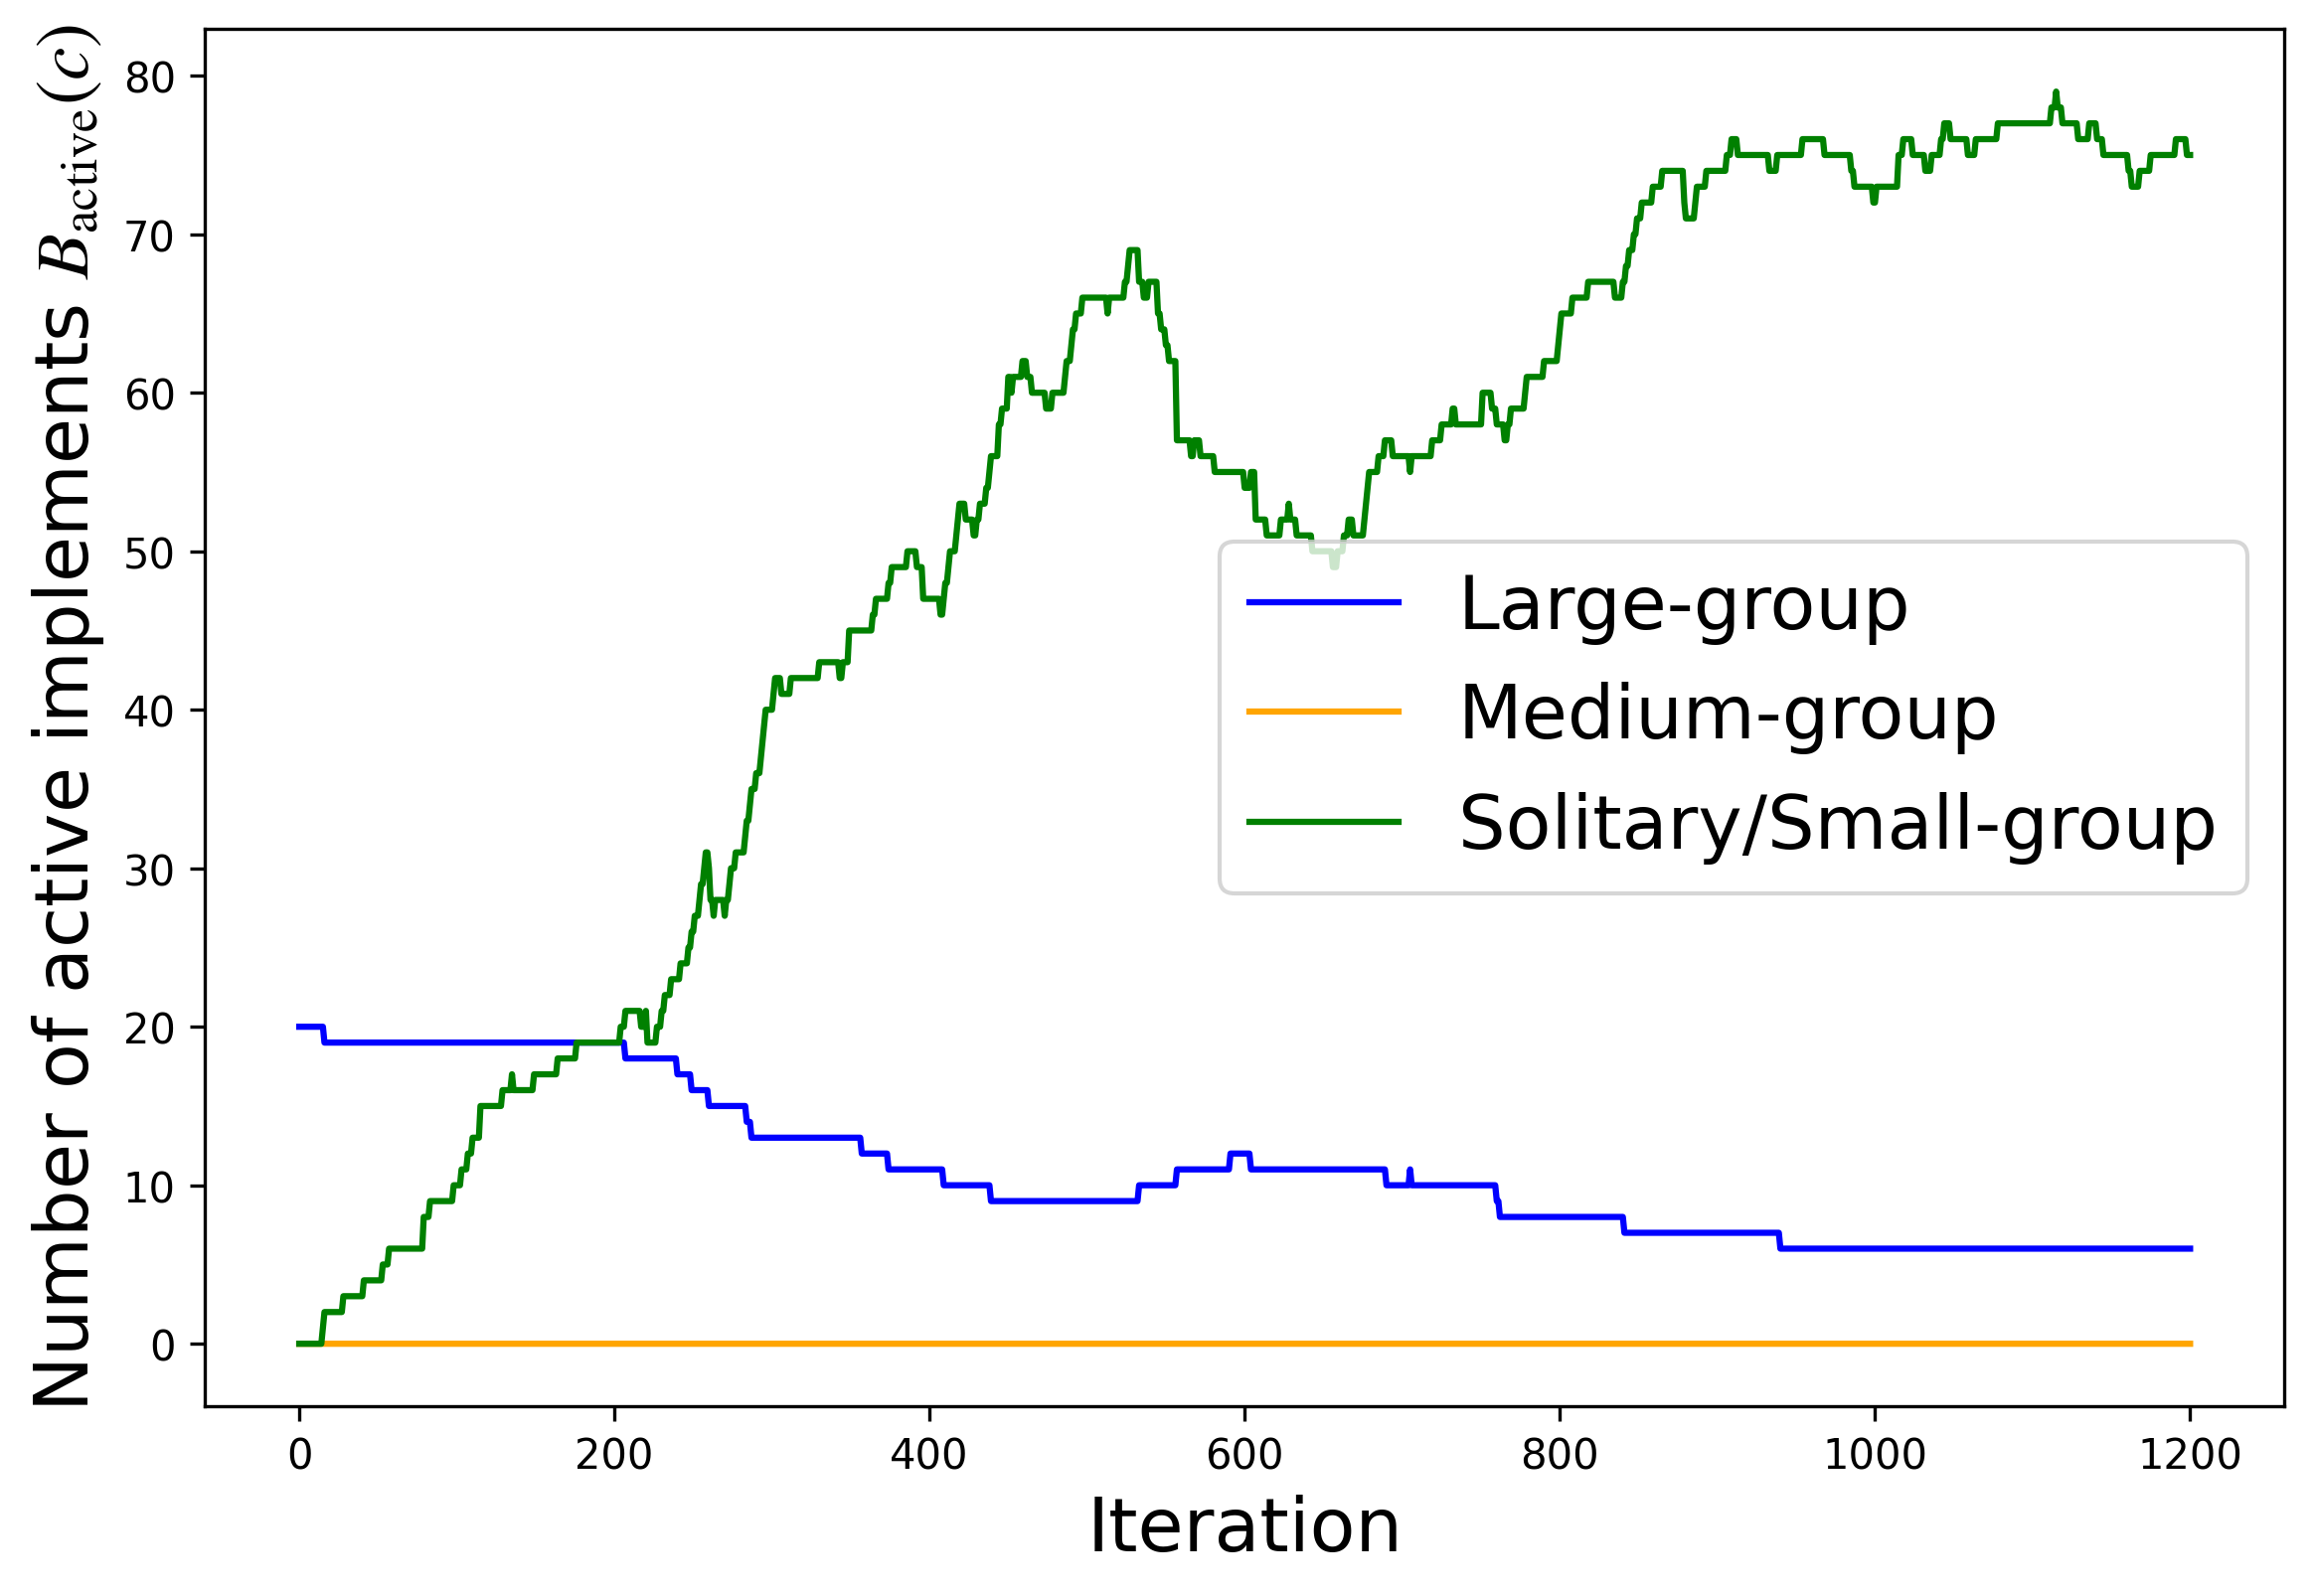 Number of active implements B_active(c)
80
70
60
50
40
30
20
10
0
Large-group
Medium-group
Solitary/Small-group
0 200 400 600 800 1000 1200
Iteration